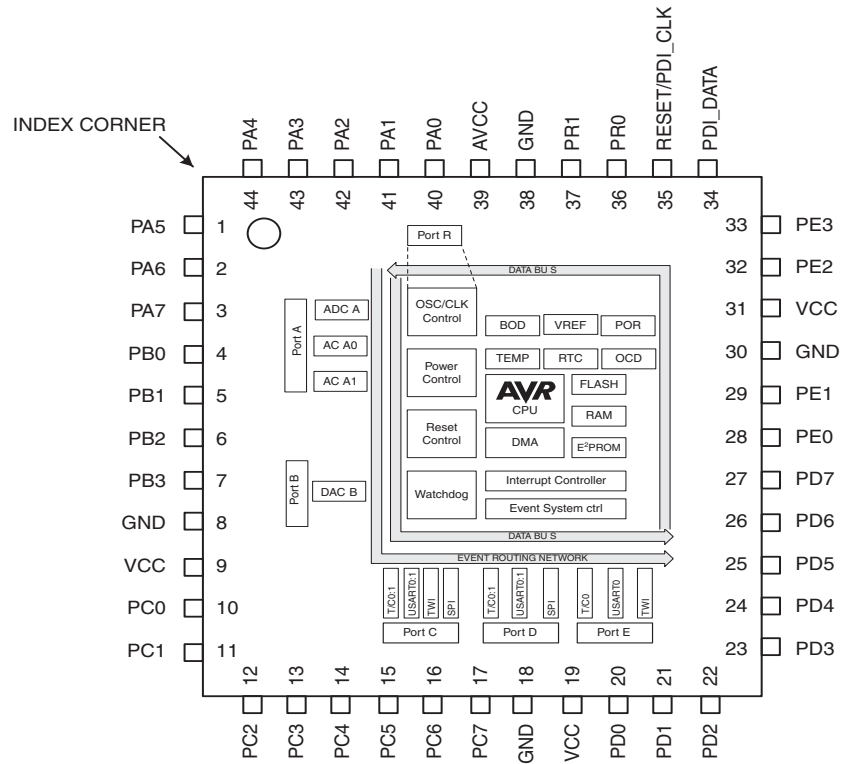 INDEX CORNER
PA4
PA3
PA2
PA1
PA0
AVCC
GND
PR1
PR0
RESET/PDI_CLK
PDI_DATA
44
43
42
41
40
39
38
37
36
35
34
PA5 1
PA6 2
PA7 3
PB0 4
PB1 5
PB2 6
PB3 7
GND 8
VCC 9
PC0 10
PC1 11
33 PE3
32 PE2
31 VCC
30 GND
29 PE1
28 PE0
27 PD7
26 PD6
25 PD5
24 PD4
23 PD3
Port R
DATA BU S
OSC/CLK
Control
BOD
VREF
POR
Port A
ADC A
AC A0
AC A1
Power
Control
TEMP
RTC
OCD
AVR
CPU
FLASH
RAM
Reset
Control
DMA
E²PROM
Port B
DAC B
Watchdog
Interrupt Controller
Event System ctrl
DATA BU S
EVENT ROUTING NETWORK
T/C0:1
USART0:1
TWI
SPI
T/C0:1
USART0:1
SPI
T/C0
USART0
TWI
Port C
Port D
Port E
12
13
14
15
16
17
18
19
20
21
22
PC2
PC3
PC4
PC5
PC6
PC7
GND
VCC
PD0
PD1
PD2